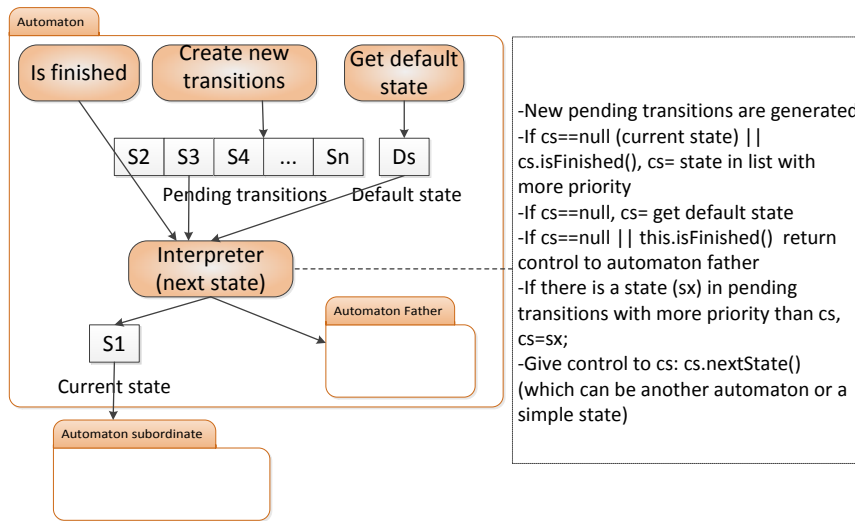 Automaton
Is finished
Create new
transitions
Get default
state
S2 S3 S4 ... Sn
Ds
Pending transitions
Default state
Interpreter
(next state)
Automaton Father
S1
Current state
Automaton subordinate
-New pending transitions are generated
-If cs==null (current state) ||
cs.isFinished(), cs= state in list with
more priority
-If cs==null, cs= get default state
-If cs==null || this.isFinished() return
control to automaton father
-If there is a state (sx) in pending
transitions with more priority than cs,
cs=sx;
-Give control to cs: cs.nextState()
(which can be another automaton or a
simple state)